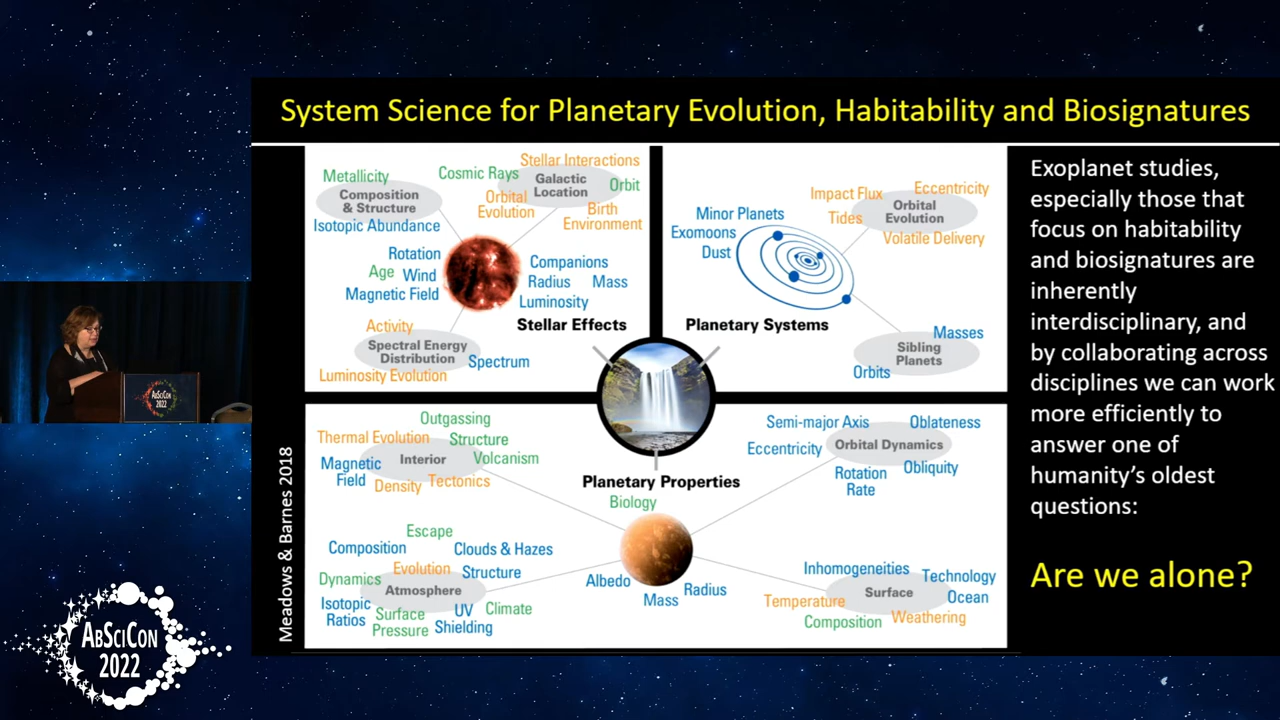 System Science for Planetary Evolution, Habitability and Biosignatures
Metallicity
Composition
& Structure
Isotopic Abundance
Cosmic Rays
Stellar Interactions
Galactic
Location
Orbit
Orbital
Evolution
Birth
Environment
Rotation
Age
Wind
Magnetic Field
Companions
Radius
Mass
Luminosity
Stellar Effects
Activity
Spectral Energy
Distribution
Spectrum
Luminosity Evolution
Impact Flux
Eccentricity
Orbital
Evolution
Tides
Volatile Delivery
Minor Planets
Exomoons
Dust
Planetary Systems
Masses
Sibling
Planets
Orbits
Outgassing
Thermal Evolution
Structure
Interior
Volcanism
Magnetic
Field
Density
Tectonics
Planetary Properties
Biology
Semi-major Axis
Oblateness
Eccentricity
Orbital Dynamics
Rotation
Rate
Obliquity
Escape
Composition
Clouds & Hazes
Evolution
Structure
Dynamics
Atmosphere
Isotopic
Ratios
Surface
Pressure
UV
Shielding
Climate
Albedo
Mass
Radius
Inhomogeneities
Technology
Surface
Ocean
Temperature
Composition
Weathering
Meadows & Barnes 2018
Exoplanet studies,
especially those that
focus on habitability
and biosignatures are
inherently
interdisciplinary, and
by collaborating across
disciplines we can work
more efficiently to
answer one of
humanity's oldest
questions:
Are we alone?
AbSciCon
2022
AbSciCon
2022